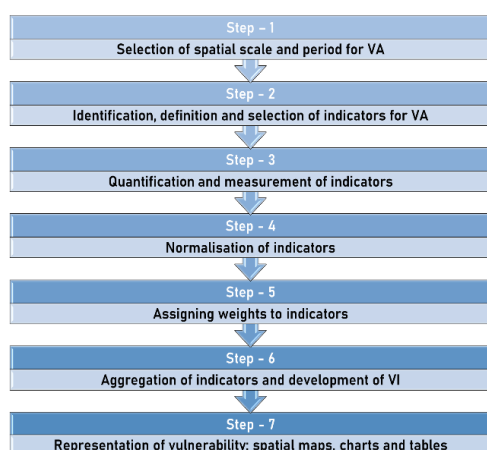 Step - 1
Selection of spatial scale and period for VA
Step - 2
Identification, definition and selection of indicators for VA
Step - 3
Quantification and measurement of indicators
Step - 4
Normalisation of indicators
Step - 5
Assigning weights to indicators
Step - 6
Aggregation of indicators and development of VI
Step - 7
Representation of vulnerability: spatial maps, charts and tables